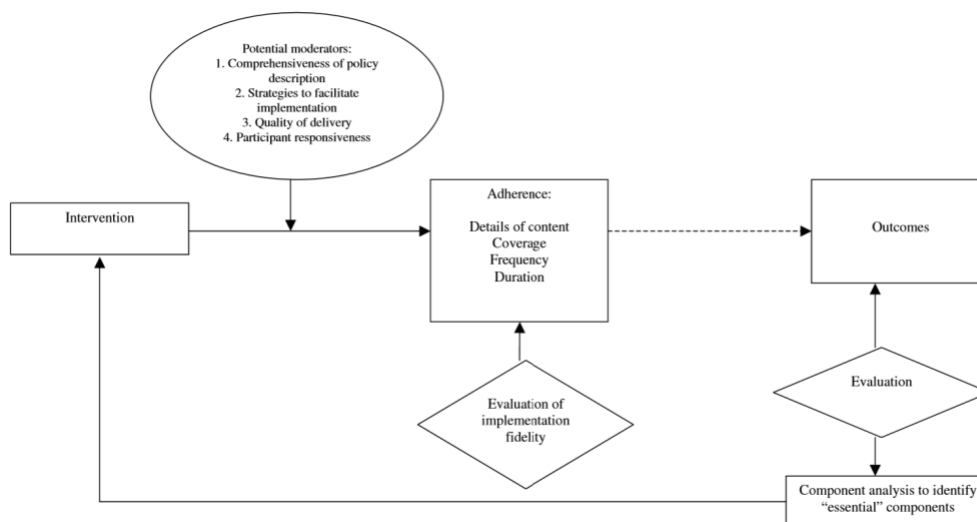 Potential moderators:
1. Comprehensiveness of policy
description
2. Strategies to facilitate
implementation
3. Quality of delivery
4. Participant responsiveness
Intervention
Adherence:
Details of content
Coverage
Frequency
Duration
Outcomes
Evaluation of
implementation
fidelity
Evaluation
Component analysis to identify
“essential” components